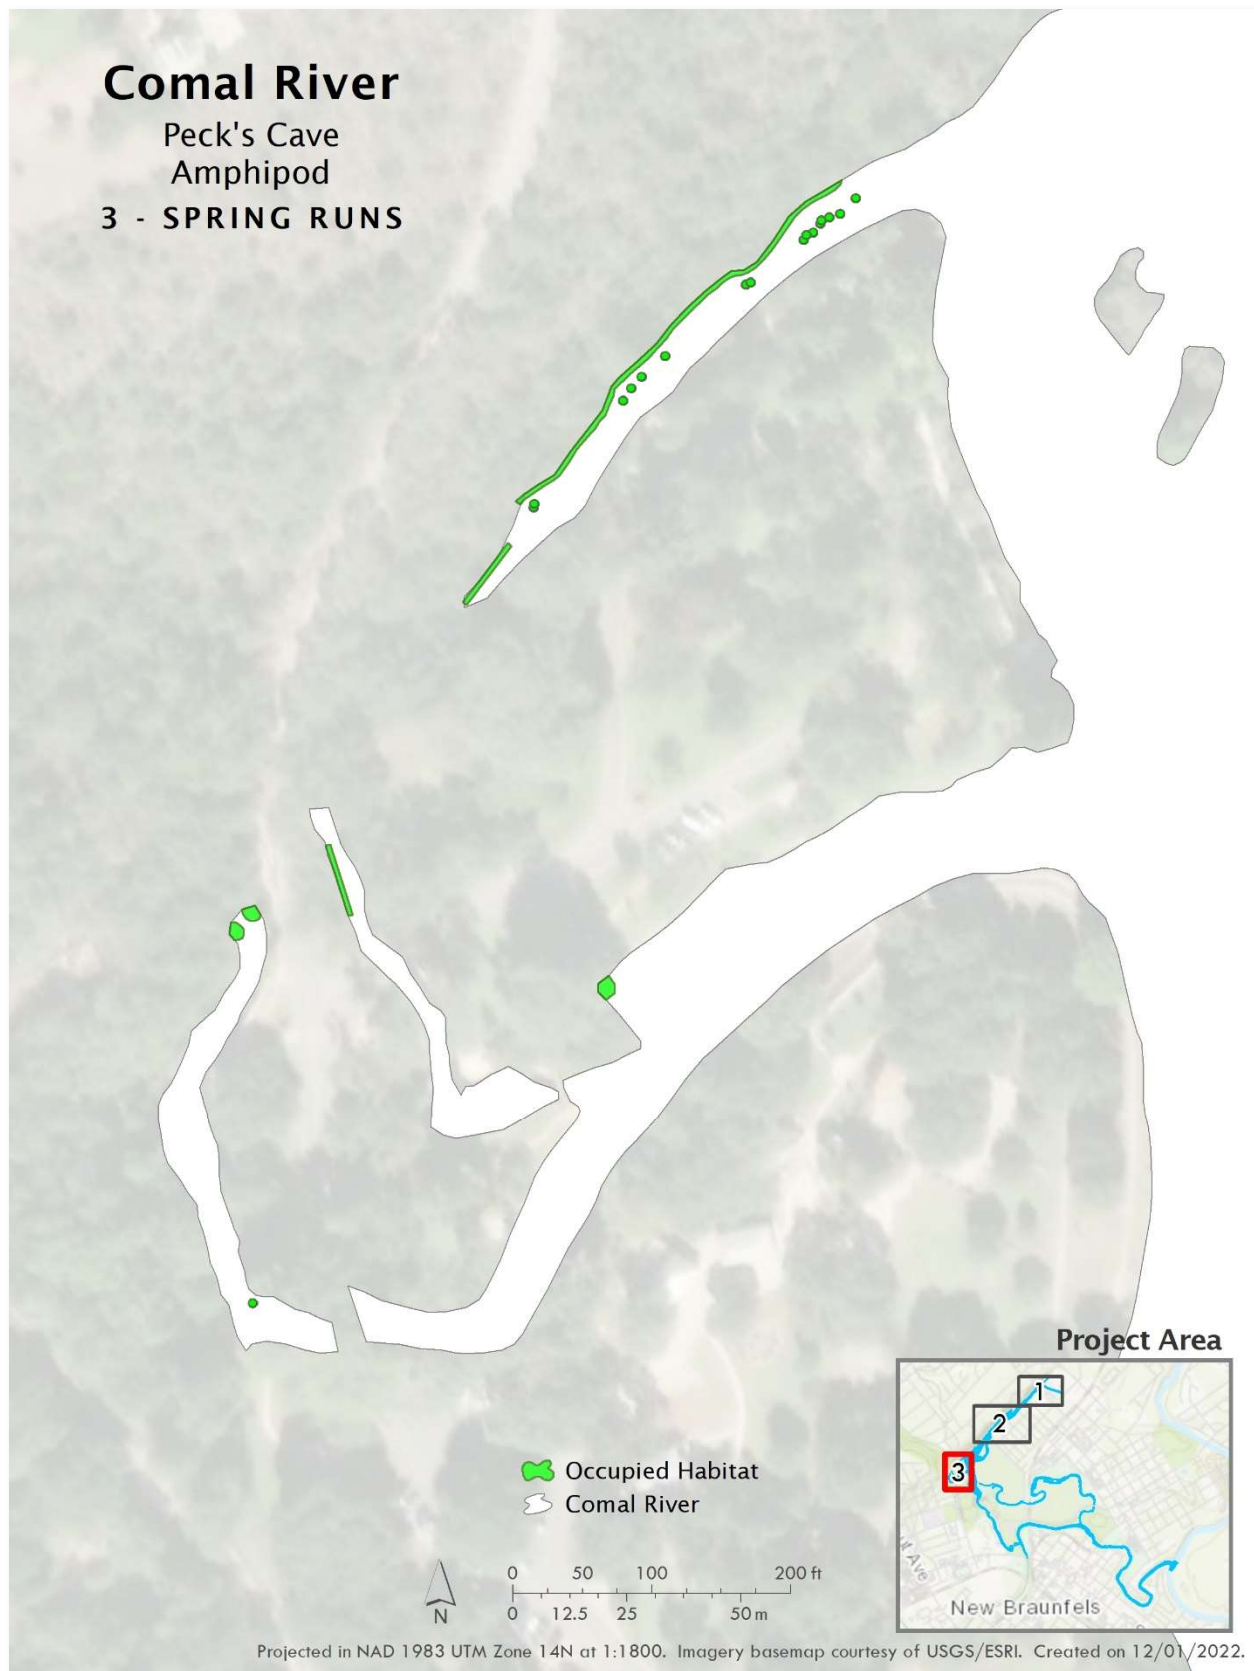 Comal River
Peck's Cave
Amphipod
3 - SPRING RUNS
Project Area
1
2
3
New Braunfels
Occupied Habitat
Comal River
0 50 100 200 ft
0 12.5 25 50 m
N
Projected in NAD 1983 UTM Zone 14N at 1:1800. Imagery basemap courtesy of USGS/ESRI. Created on 12/01/2022.